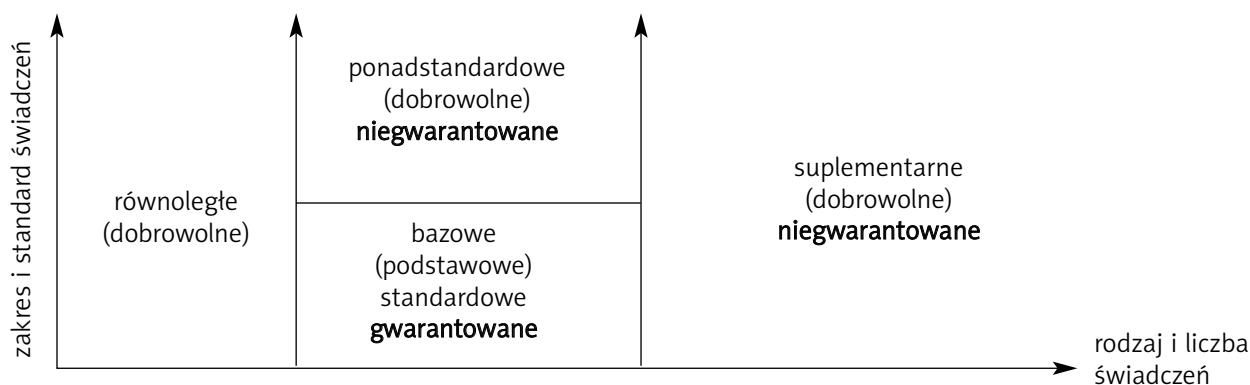 zakres i standard świadczeń
równoległe
(dobrowolne)
ponadstandardowe
(dobrowolne)
niegwarantowane
bazowe
(podstawowe)
standardowe
gwarantowane
suplementarne
(dobrowolne)
niegwarantowane
rodzaj i liczba
świadczeń